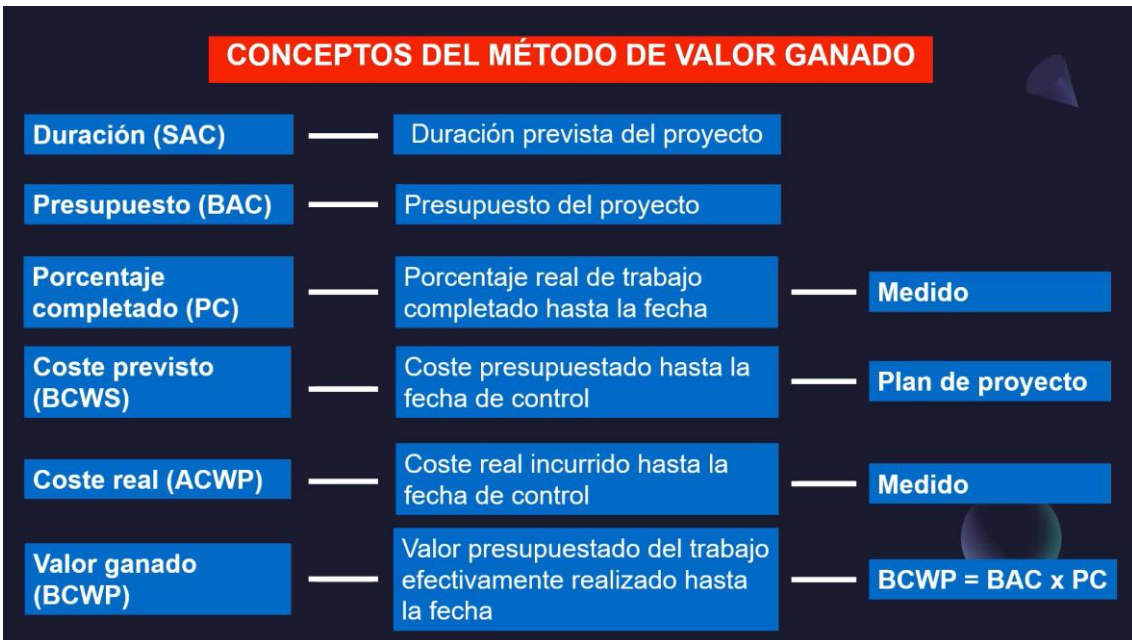 CONCEPTOS DEL MÉTODO DE VALOR GANADO
Duración (SAC)
Duración prevista del proyecto
Presupuesto (BAC)
Presupuesto del proyecto
Porcentaje
completado (PC)
Porcentaje real de trabajo
completado hasta la fecha
Medido
Coste previsto
(BCWS)
Coste presupuestado hasta la
fecha de control
Plan de proyecto
Coste real (ACWP)
Coste real incurrido hasta la
fecha de control
Medido
Valor ganado
(BCWP)
Valor presupuestado del trabajo
efectivamente realizado hasta
la fecha
BCWP = BAC x PC